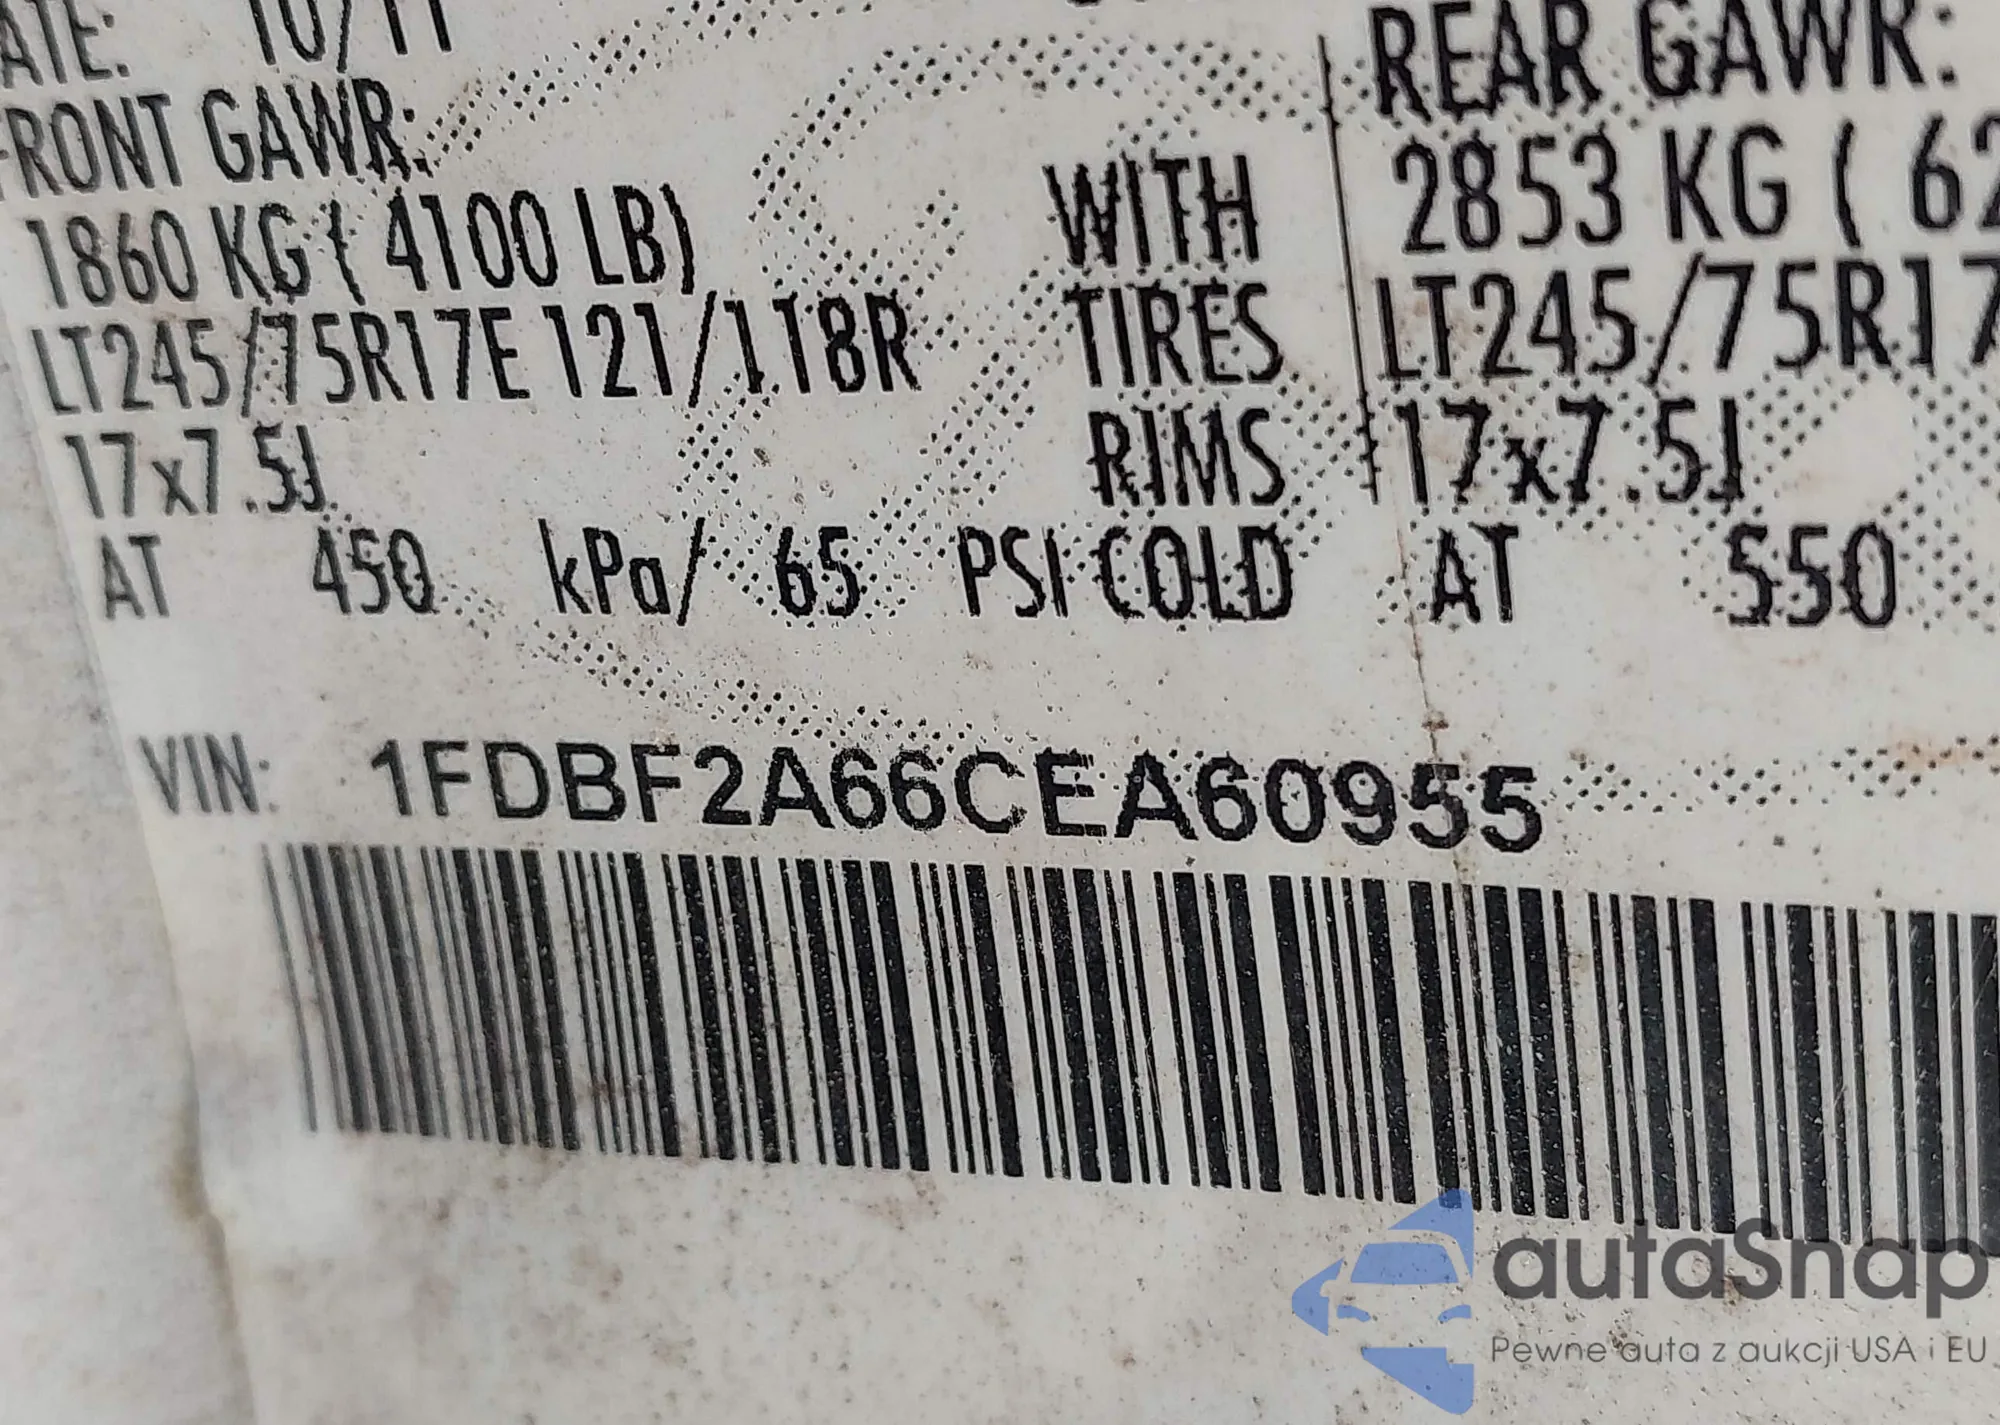 ATE: 10/11
FRONT GAWR: REAR GAWR:
1860 KG ( 4100 LB) WITH 2853 KG ( 62
LT245/75R17E 121/118R TIRES LT245/75R17
17x7.5J RIMS 17x7.5J
AT 450 kPa/ 65 PSI COLD AT 550
VIN: 1FDBF2A66CEA60955
autaSnap
Pewne auta z aukcji USA i EU